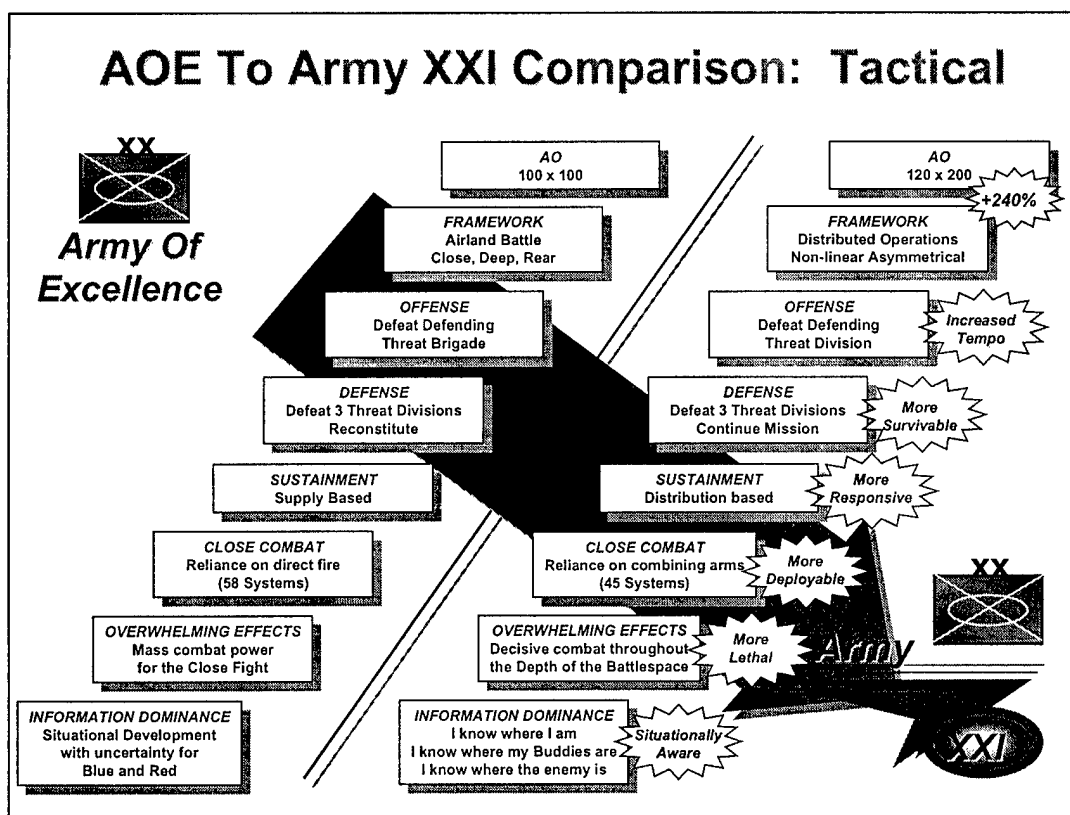 AOE To Army XXI Comparison: Tactical
XX
Army Of
Excellence
AO
100 x 100
FRAMEWORK
Airland Battle
Close, Deep, Rear
OFFENSE
Defeat Defending
Threat Brigade
DEFENSE
Defeat 3 Threat Divisions
Reconstitute
SUSTAINMENT
Supply Based
CLOSE COMBAT
Reliance on direct fire
(58 Systems)
OVERWHELMING EFFECTS
Mass combat power
for the Close Fight
INFORMATION DOMINANCE
Situational Development
with uncertainty for
Blue and Red
AO
120 x 200
+240%
FRAMEWORK
Distributed Operations
Non-linear Asymmetrical
OFFENSE
Defeat Defending
Threat Division
Increased
Tempo
DEFENSE
Defeat 3 Threat Divisions
Continue Mission
More
Survivable
SUSTAINMENT
Distribution based
More
Responsive
CLOSE COMBAT
Reliance on combining arms
(45 Systems)
More
Deployable
OVERWHELMING EFFECTS
Decisive combat throughout
the Depth of the Battlespace
More
Lethal
INFORMATION DOMINANCE
I know where I am
I know where my Buddies are
I know where the enemy is
Situationally
Aware
XX
Army
XXI